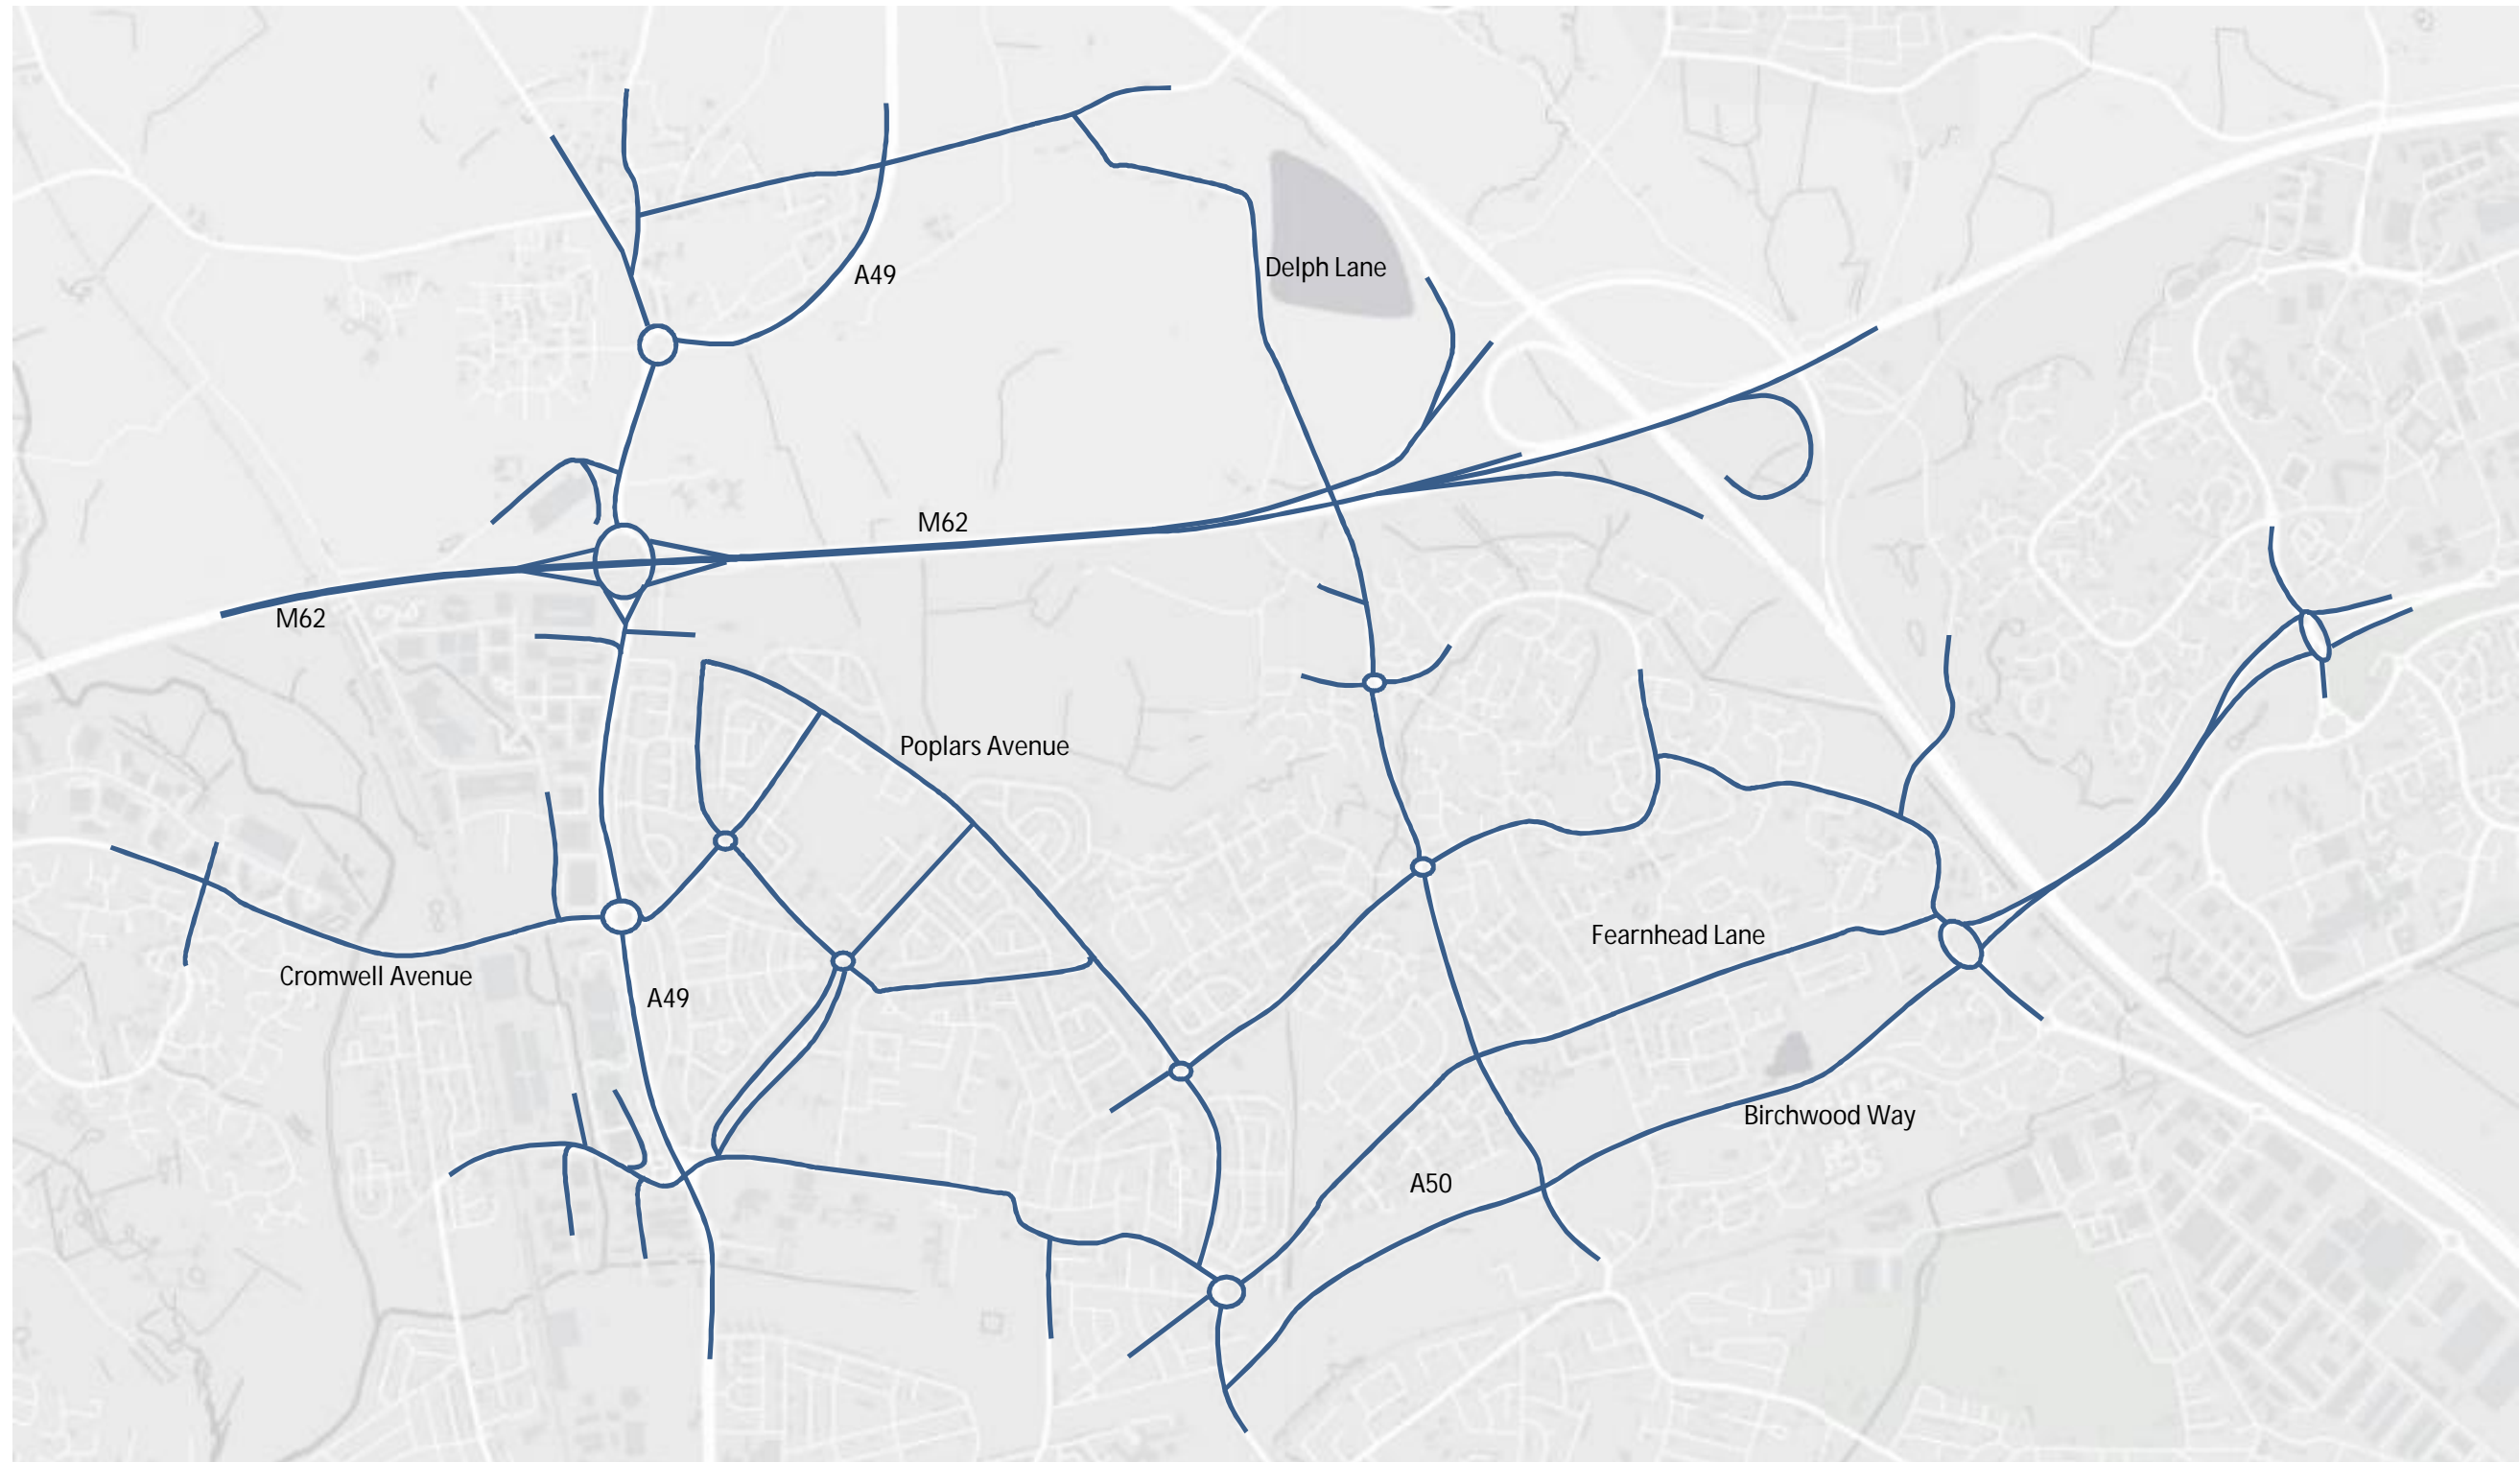 Delph Lane
A49
M62
M62
Poplars Avenue
Fearnhead Lane
Cromwell Avenue
A49
Birchwood Way
A50